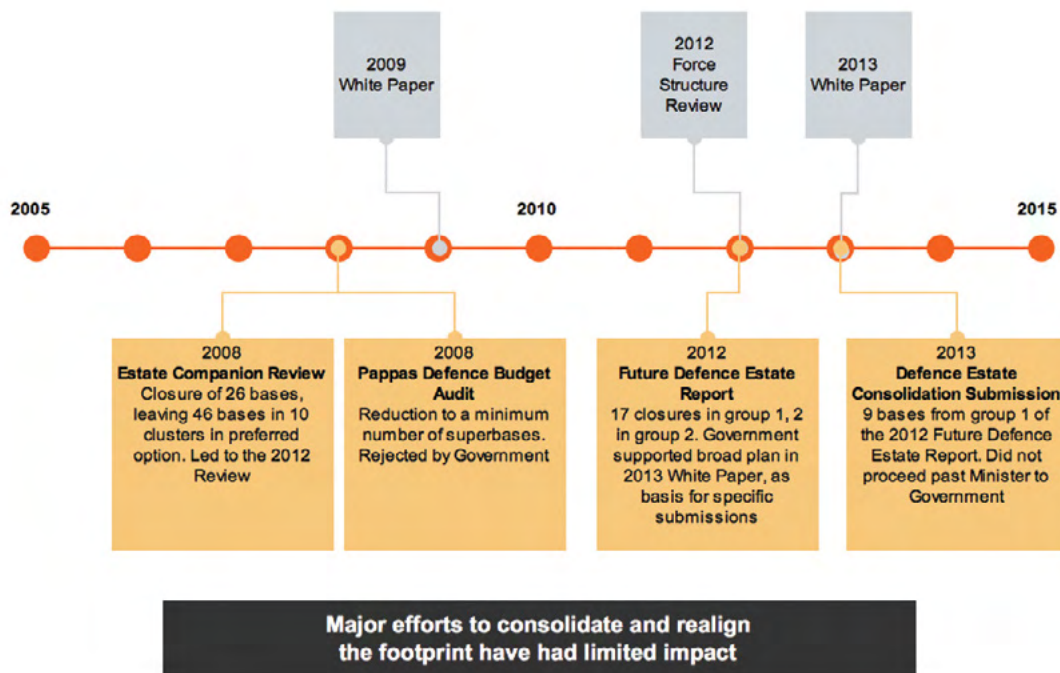 2009
White Paper
2012
Force
Structure
Review
2013
White Paper
2005
2010
2015
2008
Estate Companion Review
Closure of 26 bases,
leaving 46 bases in 10
clusters in preferred
option. Led to the 2012
Review
2008
Pappas Defence Budget
Audit
Reduction to a minimum
number of superbases.
Rejected by Government
2012
Future Defence Estate
Report
17 closures in group 1, 2
in group 2. Government
supported broad plan in
2013 White Paper, as
basis for specific
submissions
2013
Defence Estate
Consolidation Submission
9 bases from group 1 of
the 2012 Future Defence
Estate Report. Did not
proceed past Minister to
Government
Major efforts to consolidate and realign
the footprint have had limited impact